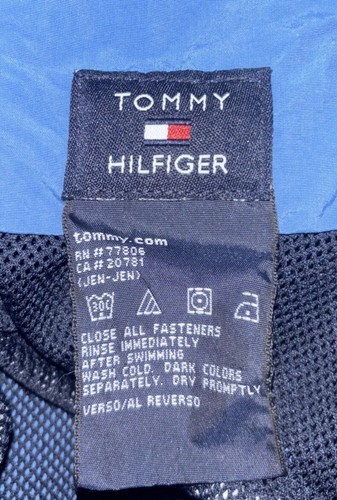 TOMMY
HILFIGER
tommy.com
RN # 77806
CA # 20781
(JEN-JEN)
30C
CLOSE ALL FASTENERS
RINSE IMMEDIATELY
AFTER SWIMMING
WASH COLD. DARK COLORS
SEPARATELY. DRY PROMPTLY
VERSO/AL REVERSO